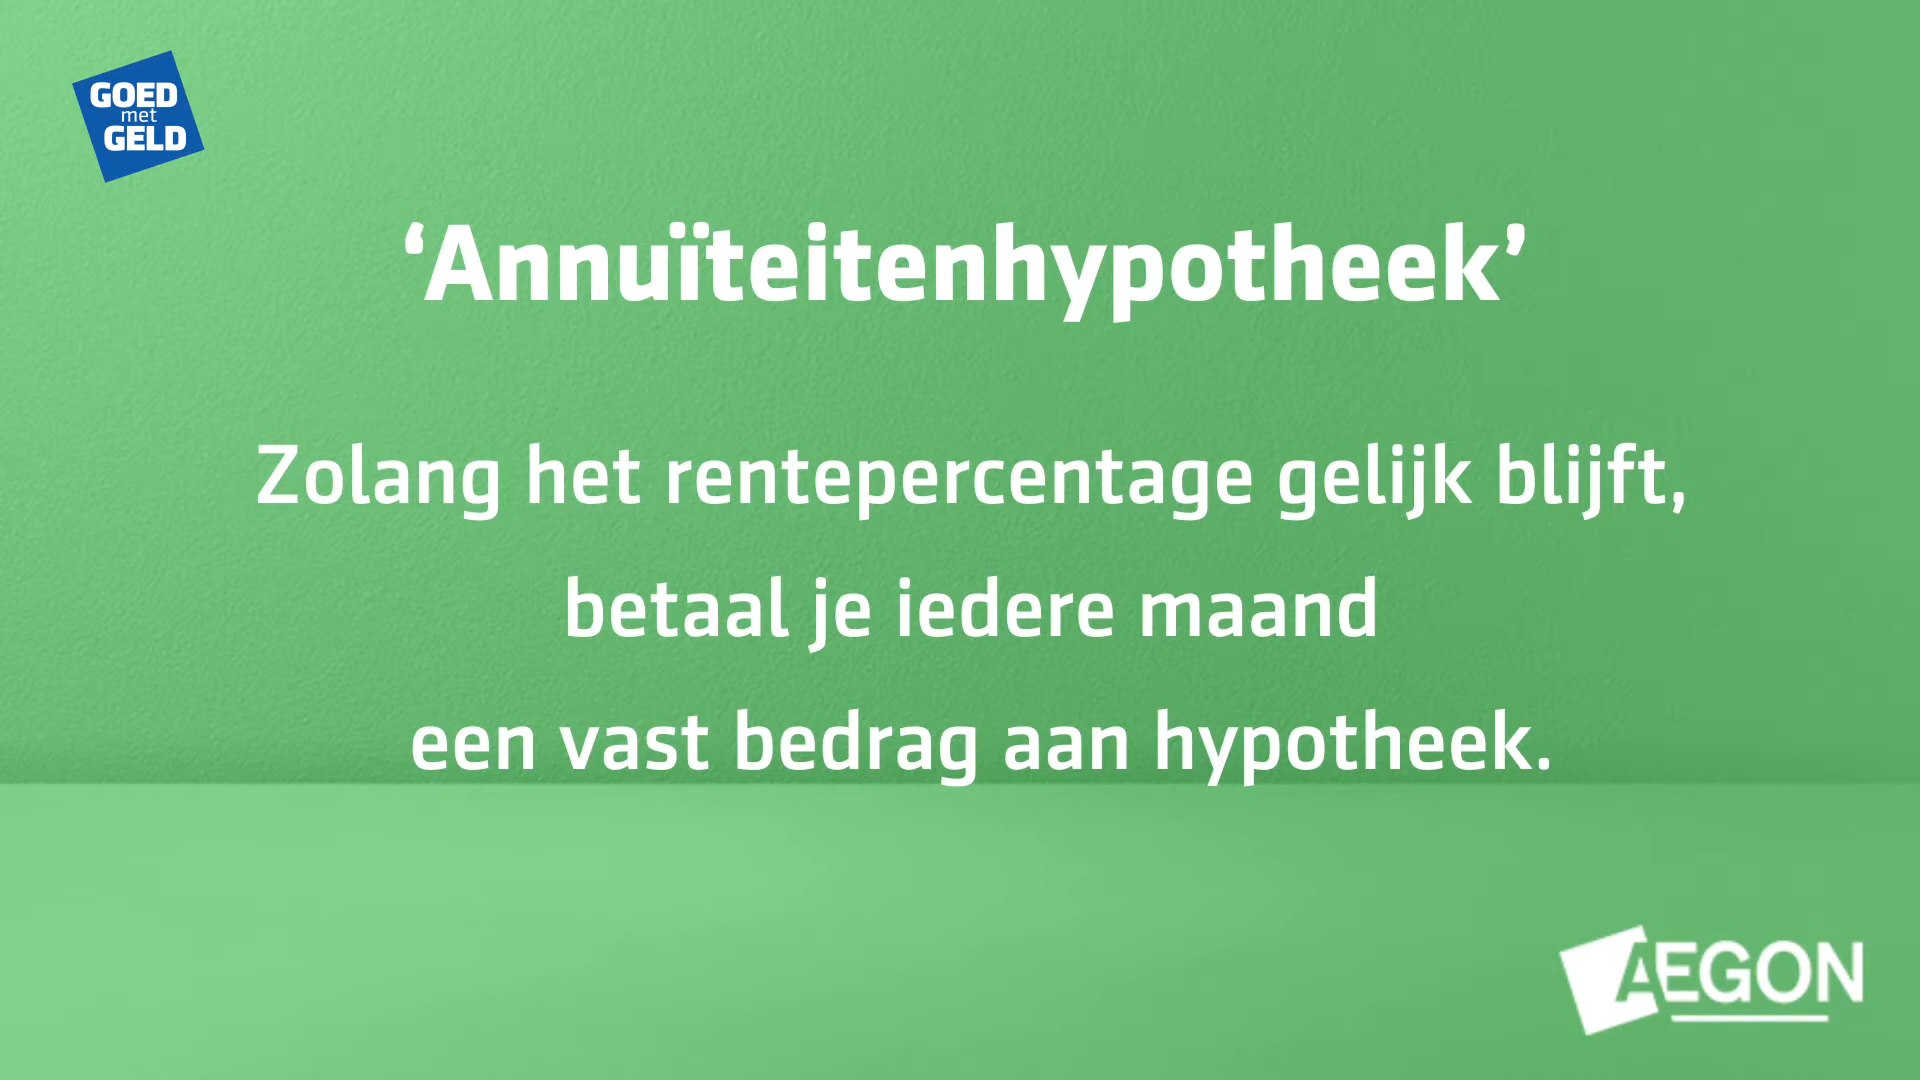 GOED
met
GELD
‘Annuïteitenhypotheek’
Zolang het rentepercentage gelijk blijft,
betaal je iedere maand
een vast bedrag aan hypotheek.
AEGON